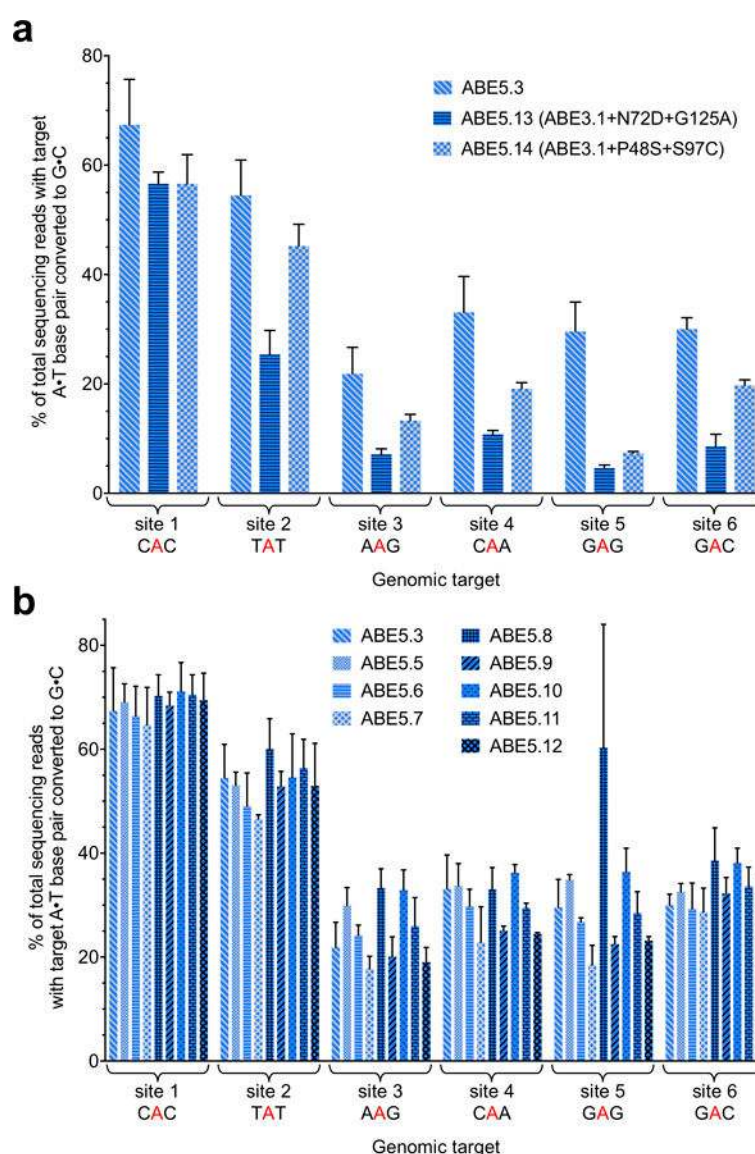 a
% of total sequencing reads with target
A•T base pair converted to G•C
80
60
40
20
0
ABE5.3
ABE5.13 (ABE3.1+N72D+G125A)
ABE5.14 (ABE3.1+P48S+S97C)
site 1 site 2 site 3 site 4 site 5 site 6
CAC TAT AAG CAA GAG GAC
Genomic target
b
% of total sequencing reads
with target A•T base pair converted to G•C
80
60
40
20
0
ABE5.3 ABE5.8
ABE5.5 ABE5.9
ABE5.6 ABE5.10
ABE5.7 ABE5.11
ABE5.12
site 1 site 2 site 3 site 4 site 5 site 6
CAC TAT AAG CAA GAG GAC
Genomic target